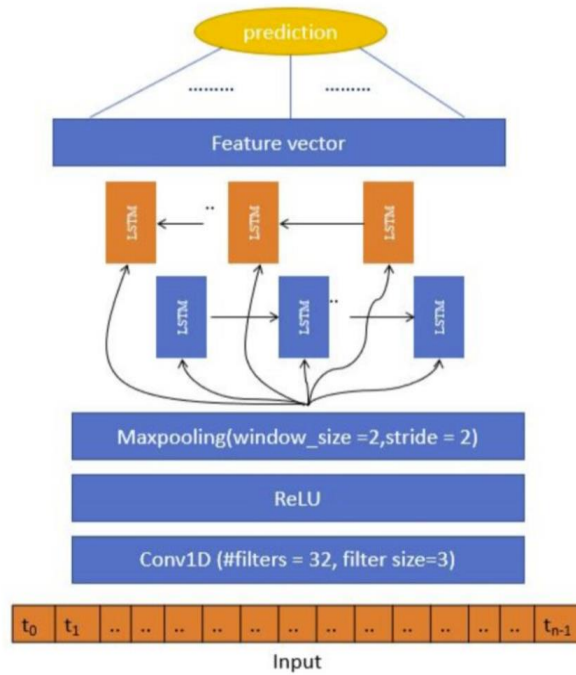 prediction
......... .........
Feature vector
LSTM .. LSTM LSTM
LSTM LSTM .. LSTM
Maxpooling(window_size =2,stride = 2)
ReLU
Conv1D (#filters = 32, filter size=3)
t0 t1 .. .. .. .. .. .. .. .. .. .. .. tn-1
Input